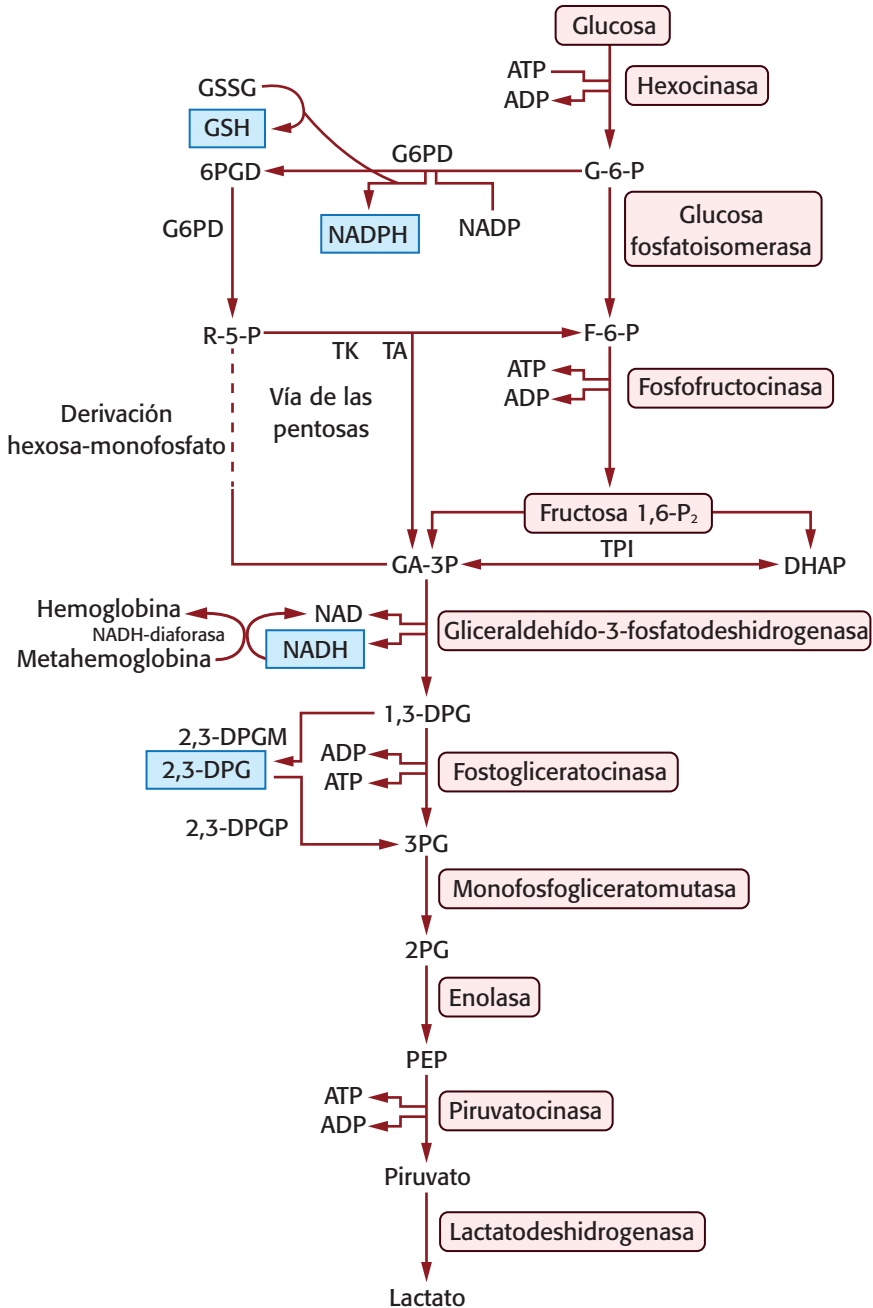 Glucosa
ATP
Hexocinasa
ADP
GSSG
GSH
G6PD
6PGD
G-6-P
NADPH
NADP
G6PD
Glucosa
fosfatoisomerasa
R-5-P
TK
TA
F-6-P
ATP
ADP
Fosfofructocinasa
Vía de las
pentosas
Derivación
hexosa-monofosfato
Fructosa 1,6-P₂
TPI
GA-3P
DHAP
Hemoglobina
NADH-diaforasa
Metahemoglobina
NAD
NADH
Gliceraldehído-3-fosfatodeshidrogenasa
1,3-DPG
2,3-DPGM
2,3-DPG
2,3-DPGP
ADP
ATP
Fostogliceratocinasa
3PG
Monofosfogliceratomutasa
2PG
Enolasa
PEP
ATP
ADP
Piruvatocinasa
Piruvato
Lactatodeshidrogenasa
Lactato